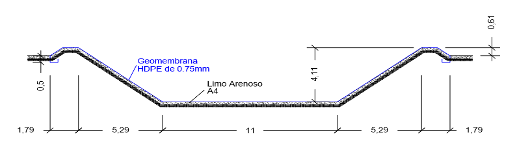 0.61
Geomembrana
HDPE de 0.75mm
4.11
Limo Arenoso
A4
0,5
1,79
5,29
11
5,29
1,79